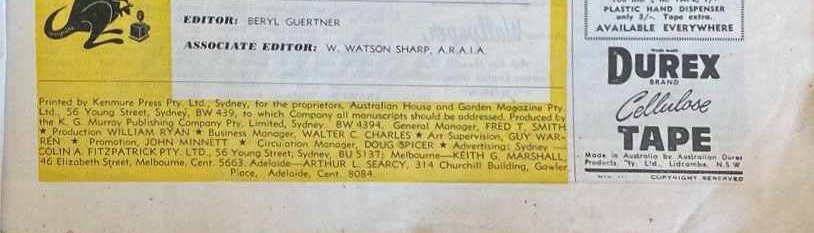 EDITOR: BERYL GUERTNER
ASSOCIATE EDITOR: W. WATSON SHARP, A.R.A.I.A.
Printed by Kenmure Press Pty. Ltd., Sydney, for the proprietors, Australian House and Garden Magazine Pty.
Ltd., 56 Young Street, Sydney, BW 439, to which Company all manuscripts should be addressed. Produced by
the K. G. Murray Publishing Company Pty. Limited, Sydney. BW 4394. General Manager, FRED T. SMITH
★ Production WILLIAM RYAN ★ Business Manager, WALTER C. CHARLES ★ Art Supervision, GUY WAR-
REN ★ Promotion, JOHN MINNETT ★ Circulation Manager, DOUG SPICER ★ Advertising: Sydney—
COLIN A. FITZPATRICK PTY. LTD., 56 Young Street, Sydney, BU 5137; Melbourne—KEITH G. MARSHALL,
46 Elizabeth Street, Melbourne, Cent. 5663. Adelaide—ARTHUR L. SEARCY, 314 Churchill Building, Gawler
Place, Adelaide, Cent. 8084.
PLASTIC HAND DISPENSER
only 3/-. Tape extra.
AVAILABLE EVERYWHERE
DUREX
BRAND
Cellulose
TAPE
Made in Australia by Australian Durex
Products Pty. Ltd., Lidcombe, N.S.W.
COPYRIGHT RESERVED